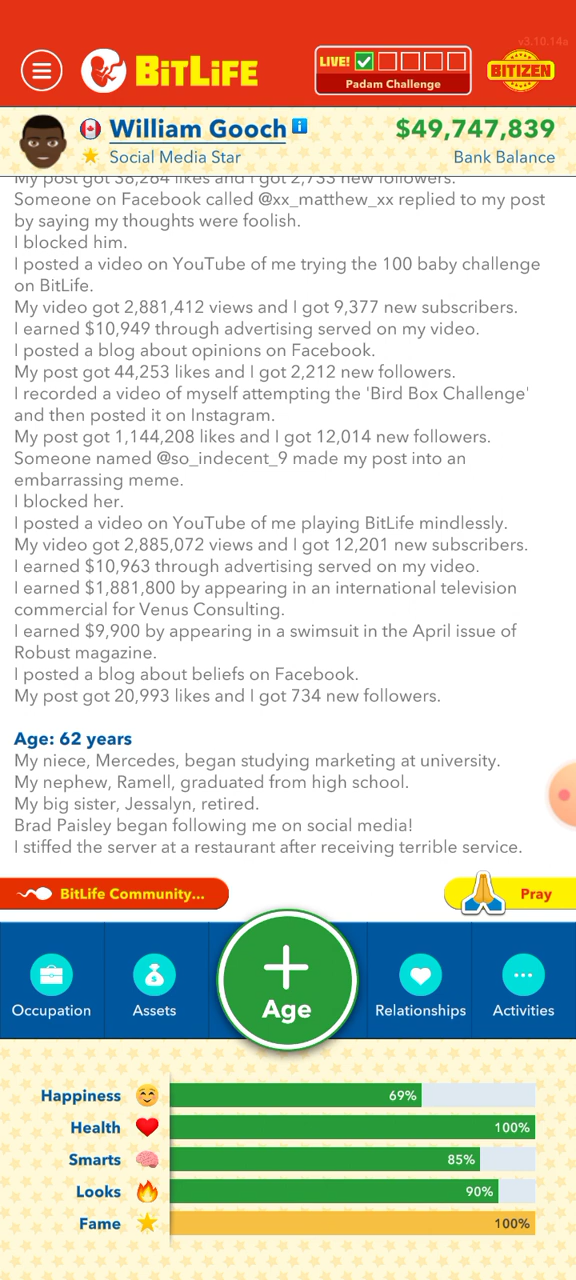 v3.10.14a
BITLIFE
LIVE!
Padam Challenge
BITIZEN
William Gooch
$49,747,839
Social Media Star
Bank Balance
My post got 38,264 likes and I got 2,733 new followers.
Someone on Facebook called @xx_matthew_xx replied to my post
by saying my thoughts were foolish.
I blocked him.
I posted a video on YouTube of me trying the 100 baby challenge
on BitLife.
My video got 2,881,412 views and I got 9,377 new subscribers.
I earned $10,949 through advertising served on my video.
I posted a blog about opinions on Facebook.
My post got 44,253 likes and I got 2,212 new followers.
I recorded a video of myself attempting the 'Bird Box Challenge'
and then posted it on Instagram.
My post got 1,144,208 likes and I got 12,014 new followers.
Someone named @so_indecent_9 made my post into an
embarrassing meme.
I blocked her.
I posted a video on YouTube of me playing BitLife mindlessly.
My video got 2,885,072 views and I got 12,201 new subscribers.
I earned $10,963 through advertising served on my video.
I earned $1,881,800 by appearing in an international television
commercial for Venus Consulting.
I earned $9,900 by appearing in a swimsuit in the April issue of
Robust magazine.
I posted a blog about beliefs on Facebook.
My post got 20,993 likes and I got 734 new followers.
Age: 62 years
My niece, Mercedes, began studying marketing at university.
My nephew, Ramell, graduated from high school.
My big sister, Jessalyn, retired.
Brad Paisley began following me on social media!
I stiffed the server at a restaurant after receiving terrible service.
BitLife Community...
Pray
Occupation
Assets
Age
Relationships
Activities
Happiness 69%
Health 100%
Smarts 85%
Looks 90%
Fame 100%